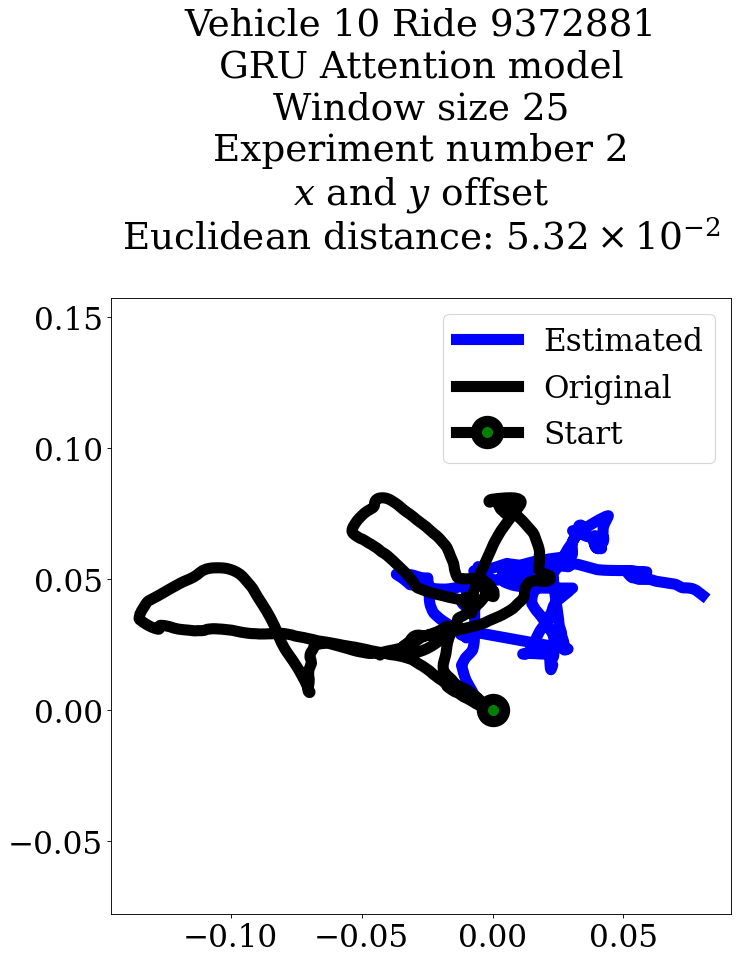 Vehicle 10 Ride 9372881
GRU Attention model
Window size 25
Experiment number 2
x and y offset
Euclidean distance: 5.32 × 10⁻²
Estimated
Original
Start
0.15
0.10
0.05
0.00
−0.05
−0.10 −0.05 0.00 0.05